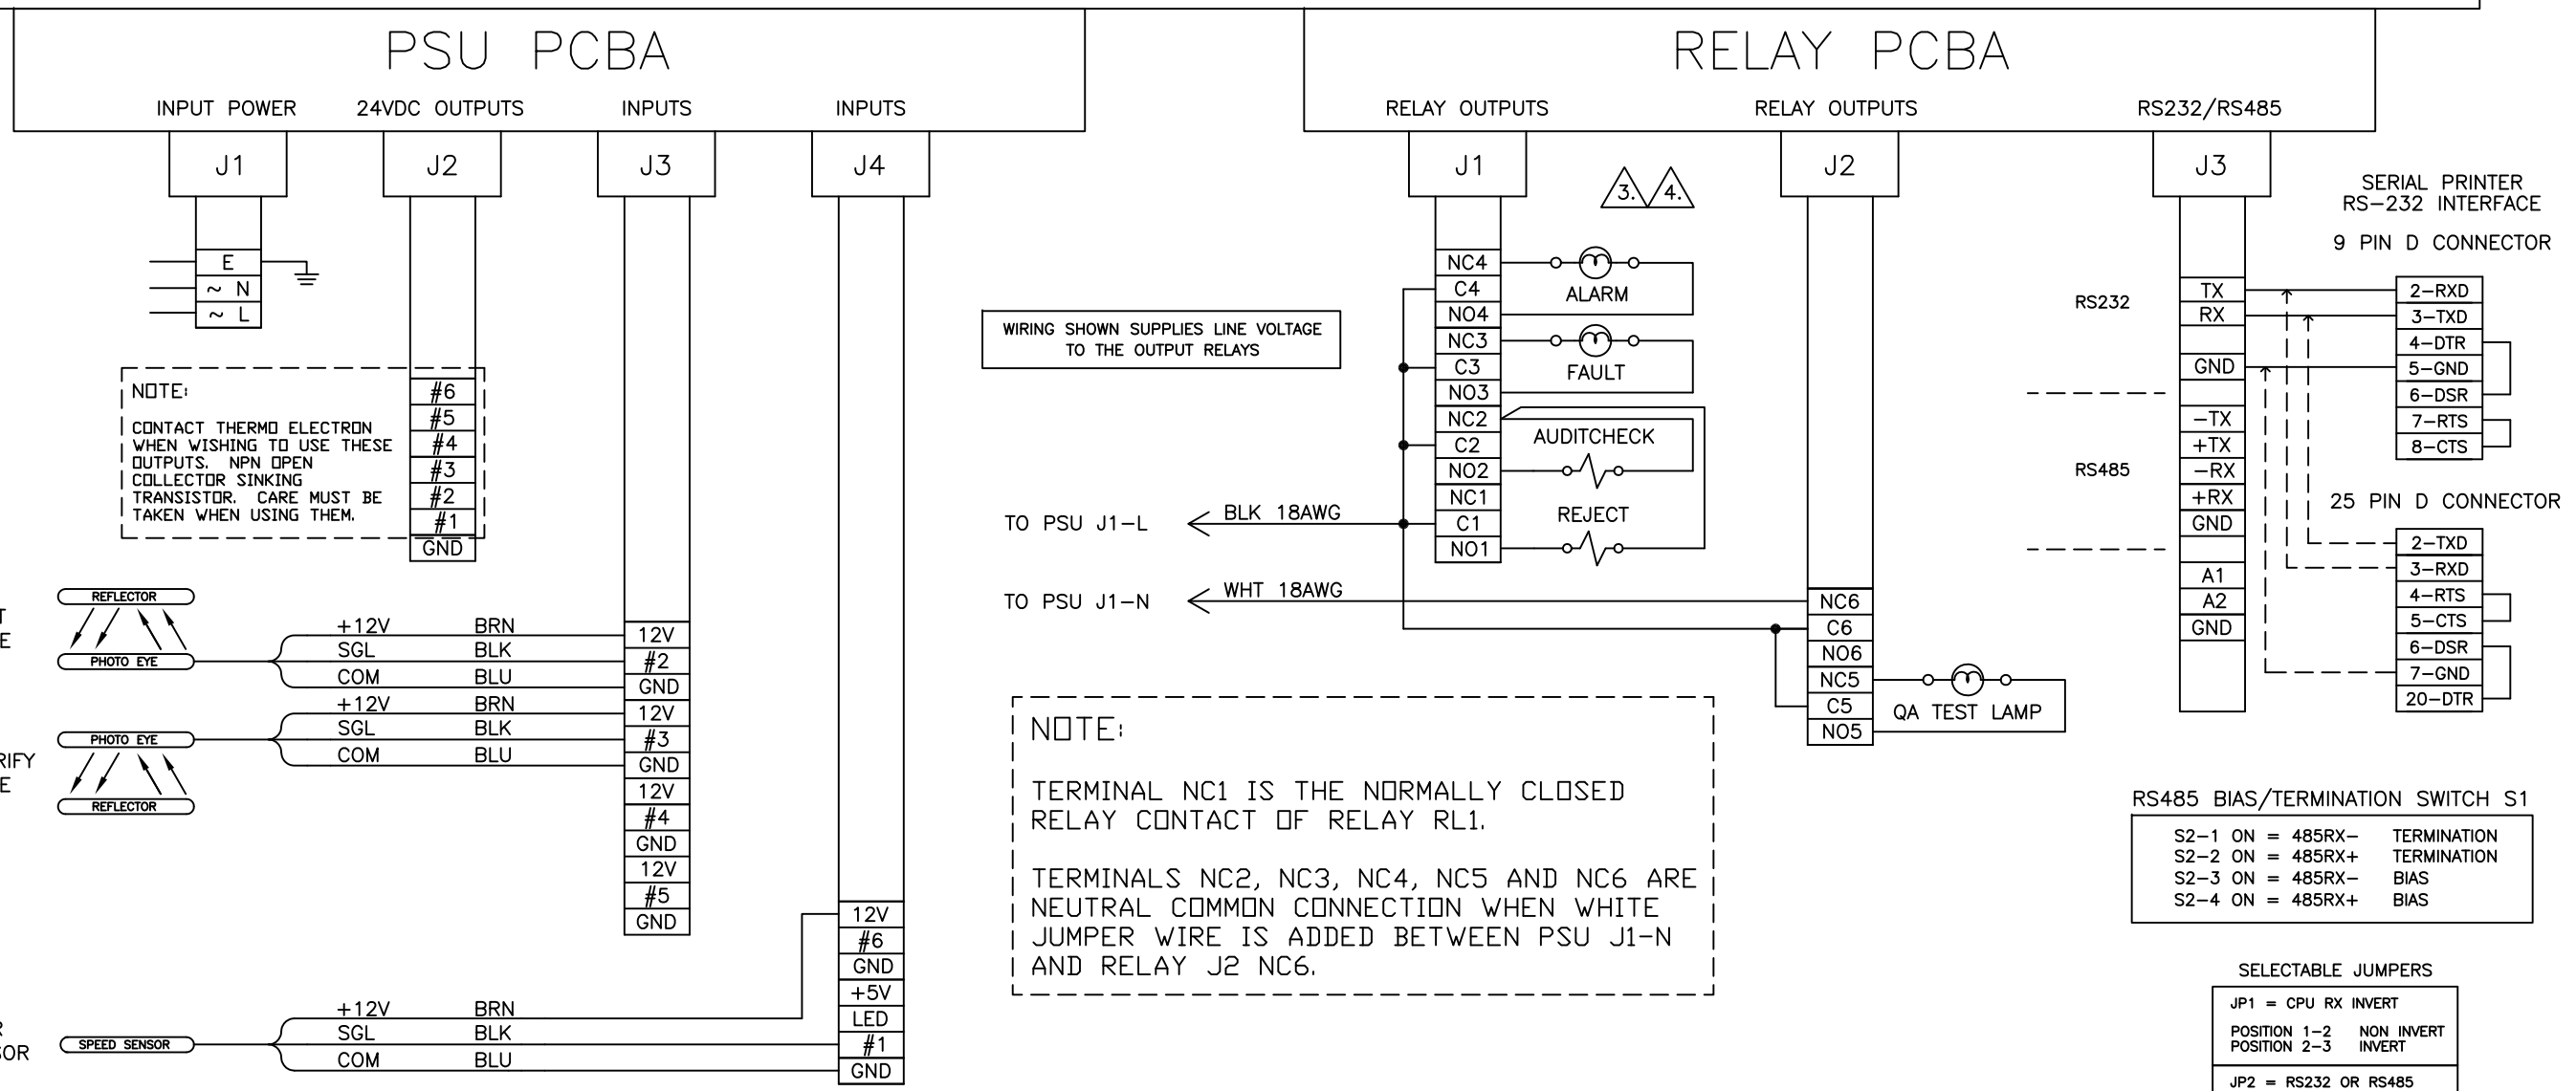 PSU PCBA
INPUT POWER
24VDC OUTPUTS
INPUTS
INPUTS
J1
J2
J3
J4
E
~ N
~ L
NOTE:
CONTACT THERMO ELECTRON
WHEN WISHING TO USE THESE
OUTPUTS. NPN OPEN
COLLECTOR SINKING
TRANSISTOR. CARE MUST BE
TAKEN WHEN USING THEM.
#6
#5
#4
#3
#2
#1
GND
REFLECTOR
PHOTO EYE
T
E
+12V BRN
SGL BLK
COM BLU
+12V BRN
SGL BLK
COM BLU
PHOTO EYE
REFLECTOR
RIFY
E
12V
#2
GND
12V
#3
GND
12V
#4
GND
12V
#5
GND
12V
#6
GND
+5V
LED
#1
GND
R
SOR
SPEED SENSOR
+12V BRN
SGL BLK
COM BLU
RELAY PCBA
RELAY OUTPUTS
RELAY OUTPUTS
RS232/RS485
J1
J2
J3
3. 4.
WIRING SHOWN SUPPLIES LINE VOLTAGE
TO THE OUTPUT RELAYS
NC4
C4
NO4
NC3
C3
NO3
NC2
C2
NO2
NC1
C1
NO1
ALARM
FAULT
AUDITCHECK
REJECT
TO PSU J1-L
BLK 18AWG
TO PSU J1-N
WHT 18AWG
NC6
C6
NO6
NC5
C5
NO5
QA TEST LAMP
NOTE:
TERMINAL NC1 IS THE NORMALLY CLOSED
RELAY CONTACT OF RELAY RL1.
TERMINALS NC2, NC3, NC4, NC5 AND NC6 ARE
NEUTRAL COMMON CONNECTION WHEN WHITE
JUMPER WIRE IS ADDED BETWEEN PSU J1-N
AND RELAY J2 NC6.
RS232
RS485
TX
RX
GND
-TX
+TX
-RX
+RX
GND
A1
A2
GND
SERIAL PRINTER
RS-232 INTERFACE
9 PIN D CONNECTOR
2-RXD
3-TXD
4-DTR
5-GND
6-DSR
7-RTS
8-CTS
25 PIN D CONNECTOR
2-TXD
3-RXD
4-RTS
5-CTS
6-DSR
7-GND
20-DTR
RS485 BIAS/TERMINATION SWITCH S1
S2-1 ON = 485RX- TERMINATION
S2-2 ON = 485RX+ TERMINATION
S2-3 ON = 485RX- BIAS
S2-4 ON = 485RX+ BIAS
SELECTABLE JUMPERS
JP1 = CPU RX INVERT
POSITION 1-2 NON INVERT
POSITION 2-3 INVERT
JP2 = RS232 OR RS485